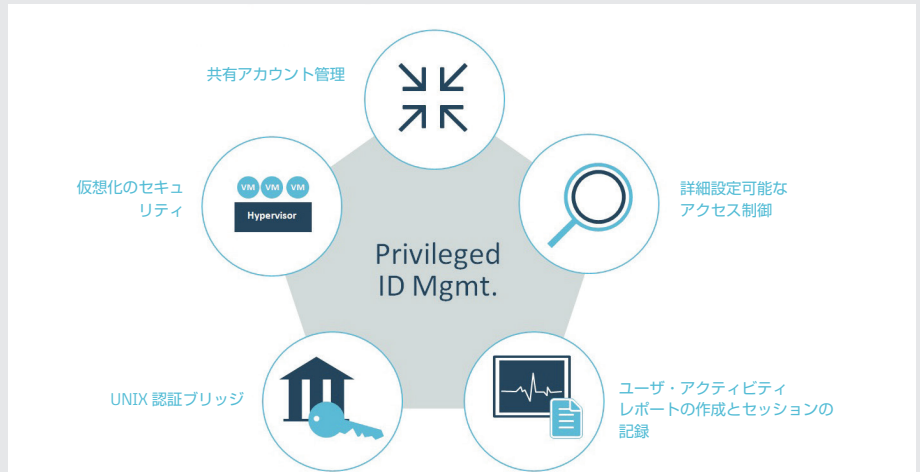 共有アカウント管理
仮想化のセキュ
リティ
VM VM VM
Hypervisor
詳細設定可能な
アクセス制御
Privileged
ID Mgmt.
UNIX 認証ブリッジ
ユーザ・アクティビティ
レポートの作成とセッションの
記録